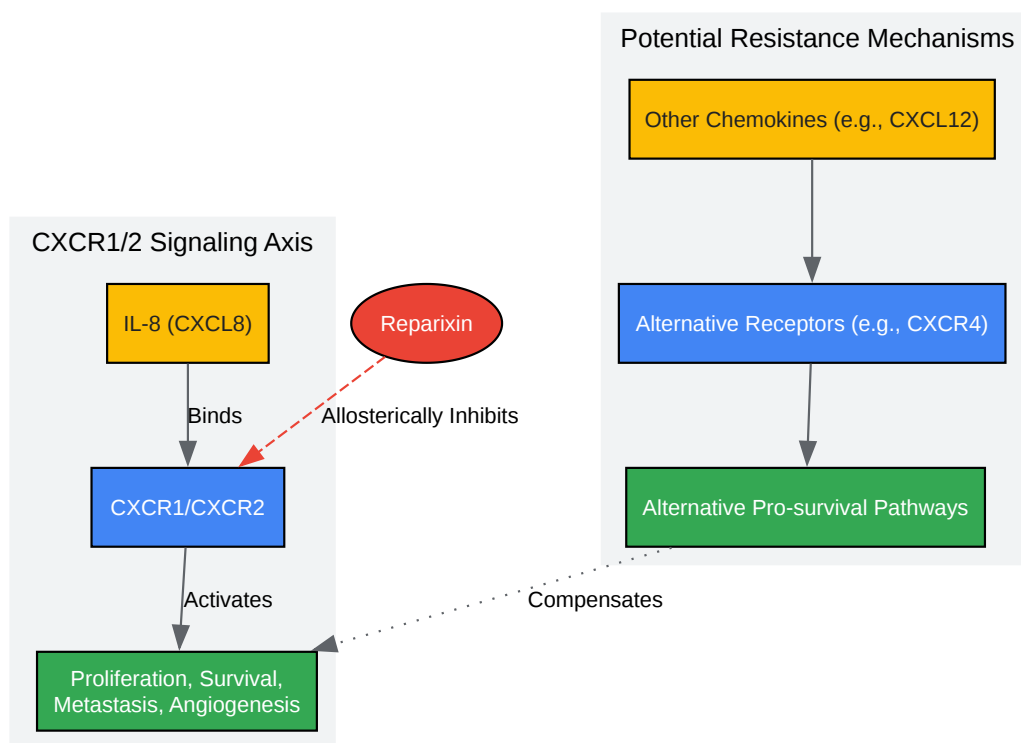 Potential Resistance Mechanisms
Other Chemokines (e.g., CXCL12)
CXCR1/2 Signaling Axis
IL-8 (CXCL8)
Reparixin
Alternative Receptors (e.g., CXCR4)
Binds
Allosterically Inhibits
CXCR1/CXCR2
Alternative Pro-survival Pathways
Activates
Compensates
Proliferation, Survival,
Metastasis, Angiogenesis